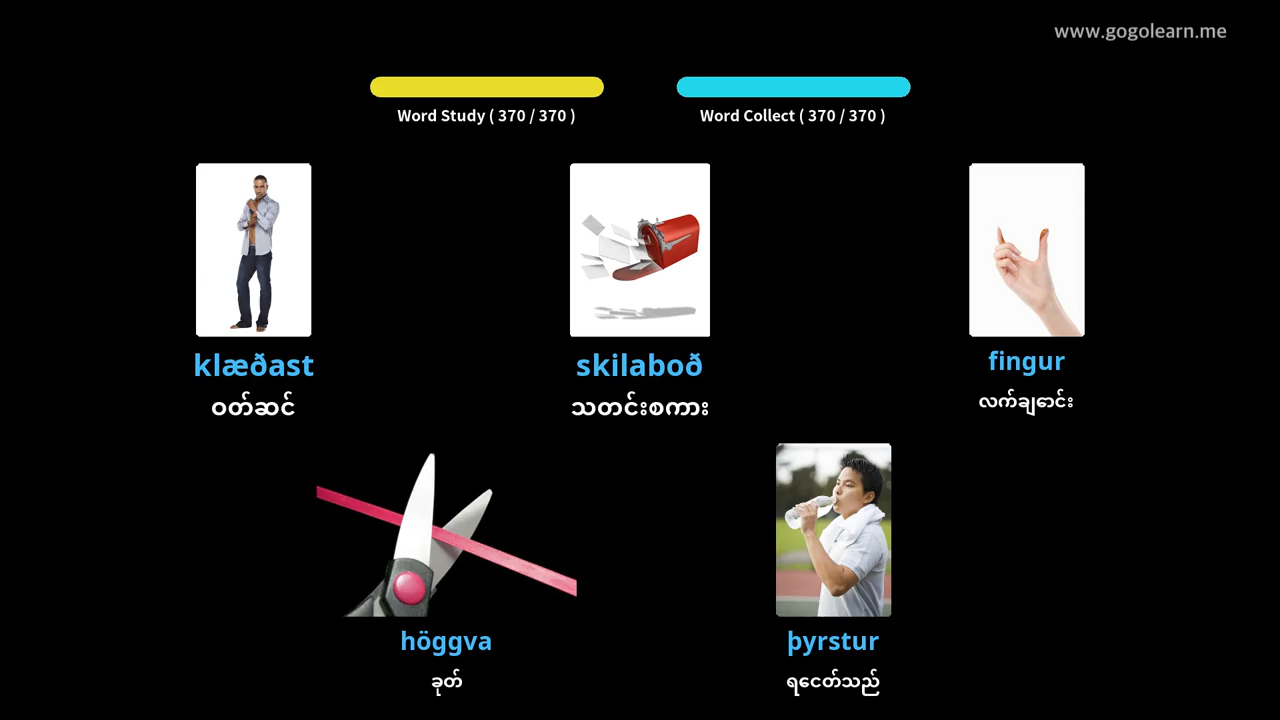 www.gogolearn.me
Word Study ( 370 / 370 )
Word Collect ( 370 / 370 )
klæðast
ဝတ်ဆင်
skilaboð
သတင်းစကား
fingur
လက်ချောင်း
höggva
ခုတ်
þyrstur
ရေငတ်သည်